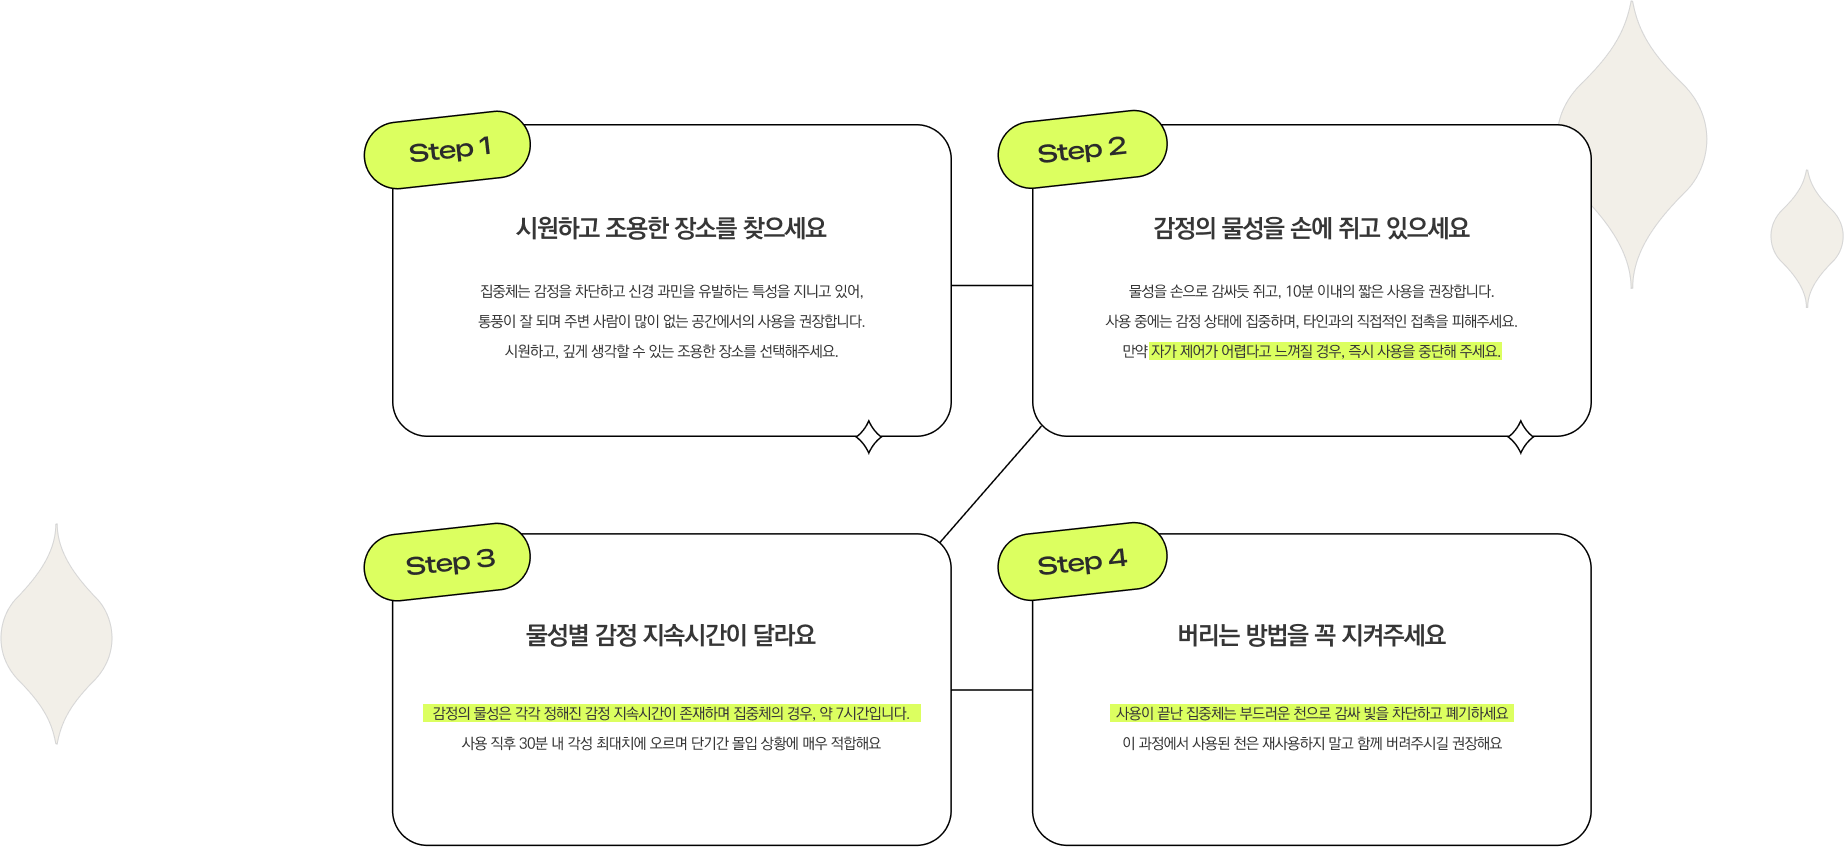 Step 1
시원하고 조용한 장소를 찾으세요
집중체는 감정을 차단하고 신경 과민을 유발하는 특성을 지니고 있어,
통풍이 잘 되며 주변 사람이 많이 없는 공간에서의 사용을 권장합니다.
시원하고, 깊게 생각할 수 있는 조용한 장소를 선택해주세요.
Step 2
감정의 물성을 손에 쥐고 있으세요
물성을 손으로 감싸듯 쥐고, 10분 이내의 짧은 사용을 권장합니다.
사용 중에는 감정 상태에 집중하며, 타인과의 직접적인 접촉을 피해주세요.
만약 자가 제어가 어렵다고 느껴질 경우, 즉시 사용을 중단해 주세요.
Step 3
물성별 감정 지속시간이 달라요
감정의 물성은 각각 정해진 감정 지속시간이 존재하며 집중체의 경우, 약 7시간입니다.
사용 직후 30분 내 각성 최대치에 오르며 단기간 몰입 상황에 매우 적합해요
Step 4
버리는 방법을 꼭 지켜주세요
사용이 끝난 집중체는 부드러운 천으로 감싸 빛을 차단하고 폐기하세요
이 과정에서 사용된 천은 재사용하지 말고 함께 버려주시길 권장해요